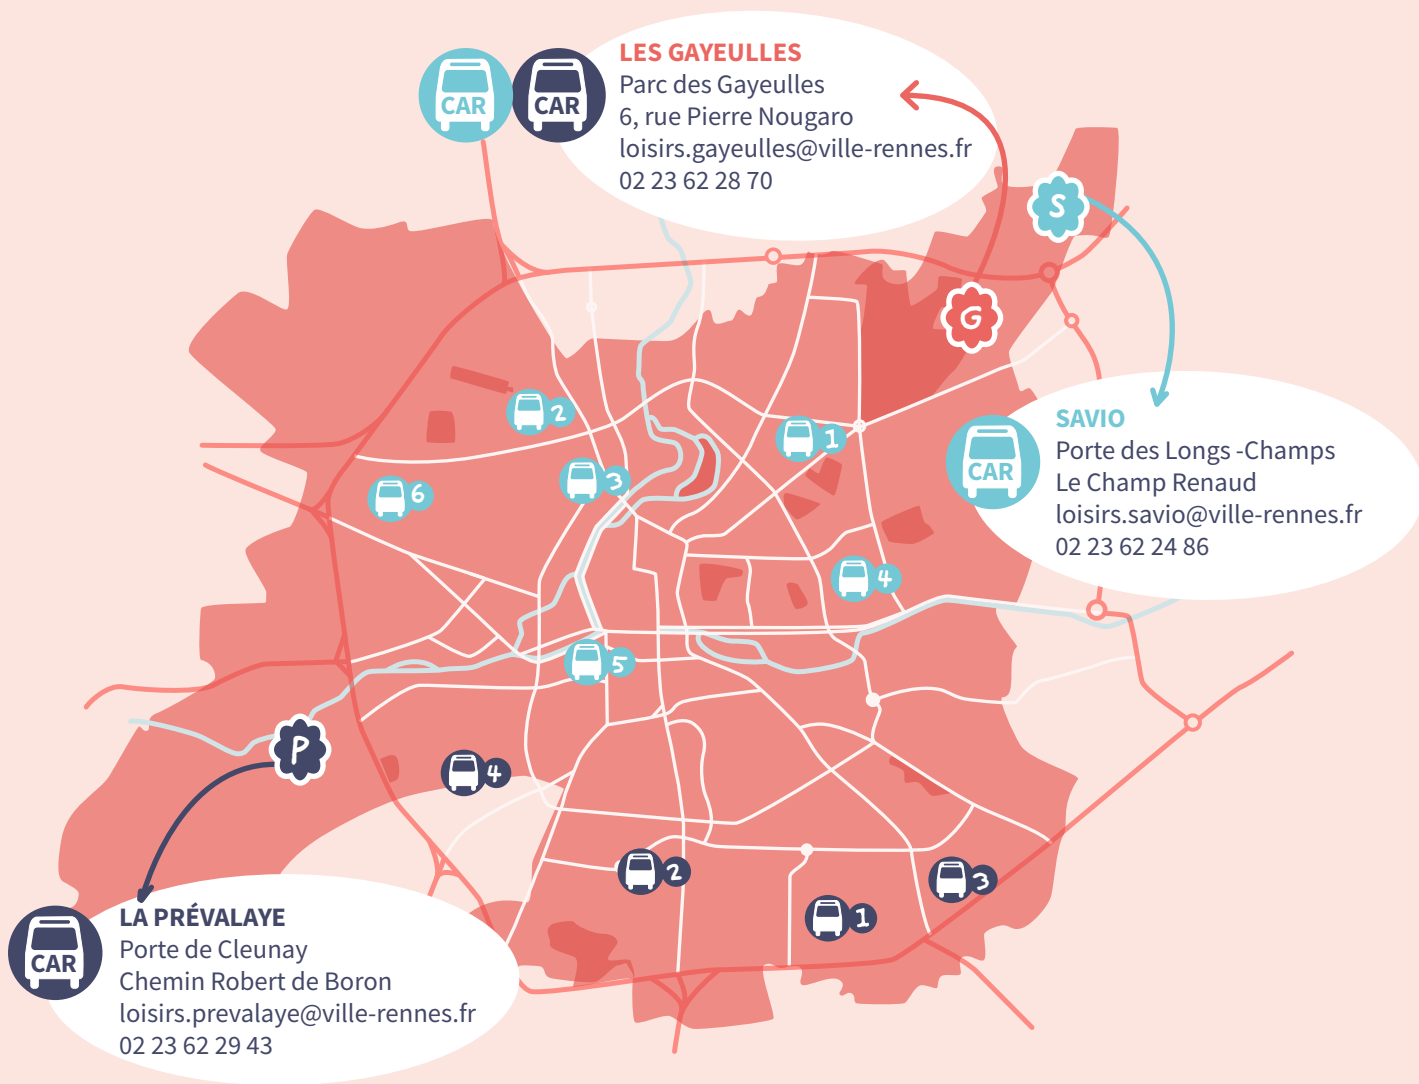 CAR
CAR
LES GAYEULLES
Parc des Gayeulles
6, rue Pierre Nougaro
loisirs.gayeulles@ville-rennes.fr
02 23 62 28 70
S
G
2
1
3
6
CAR
SAVIO
Porte des Longs -Champs
Le Champ Renaud
loisirs.savio@ville-rennes.fr
02 23 62 24 86
4
5
P
4
2
3
1
CAR
LA PRÉVALAYE
Porte de Cleunay
Chemin Robert de Boron
loisirs.prevalaye@ville-rennes.fr
02 23 62 29 43